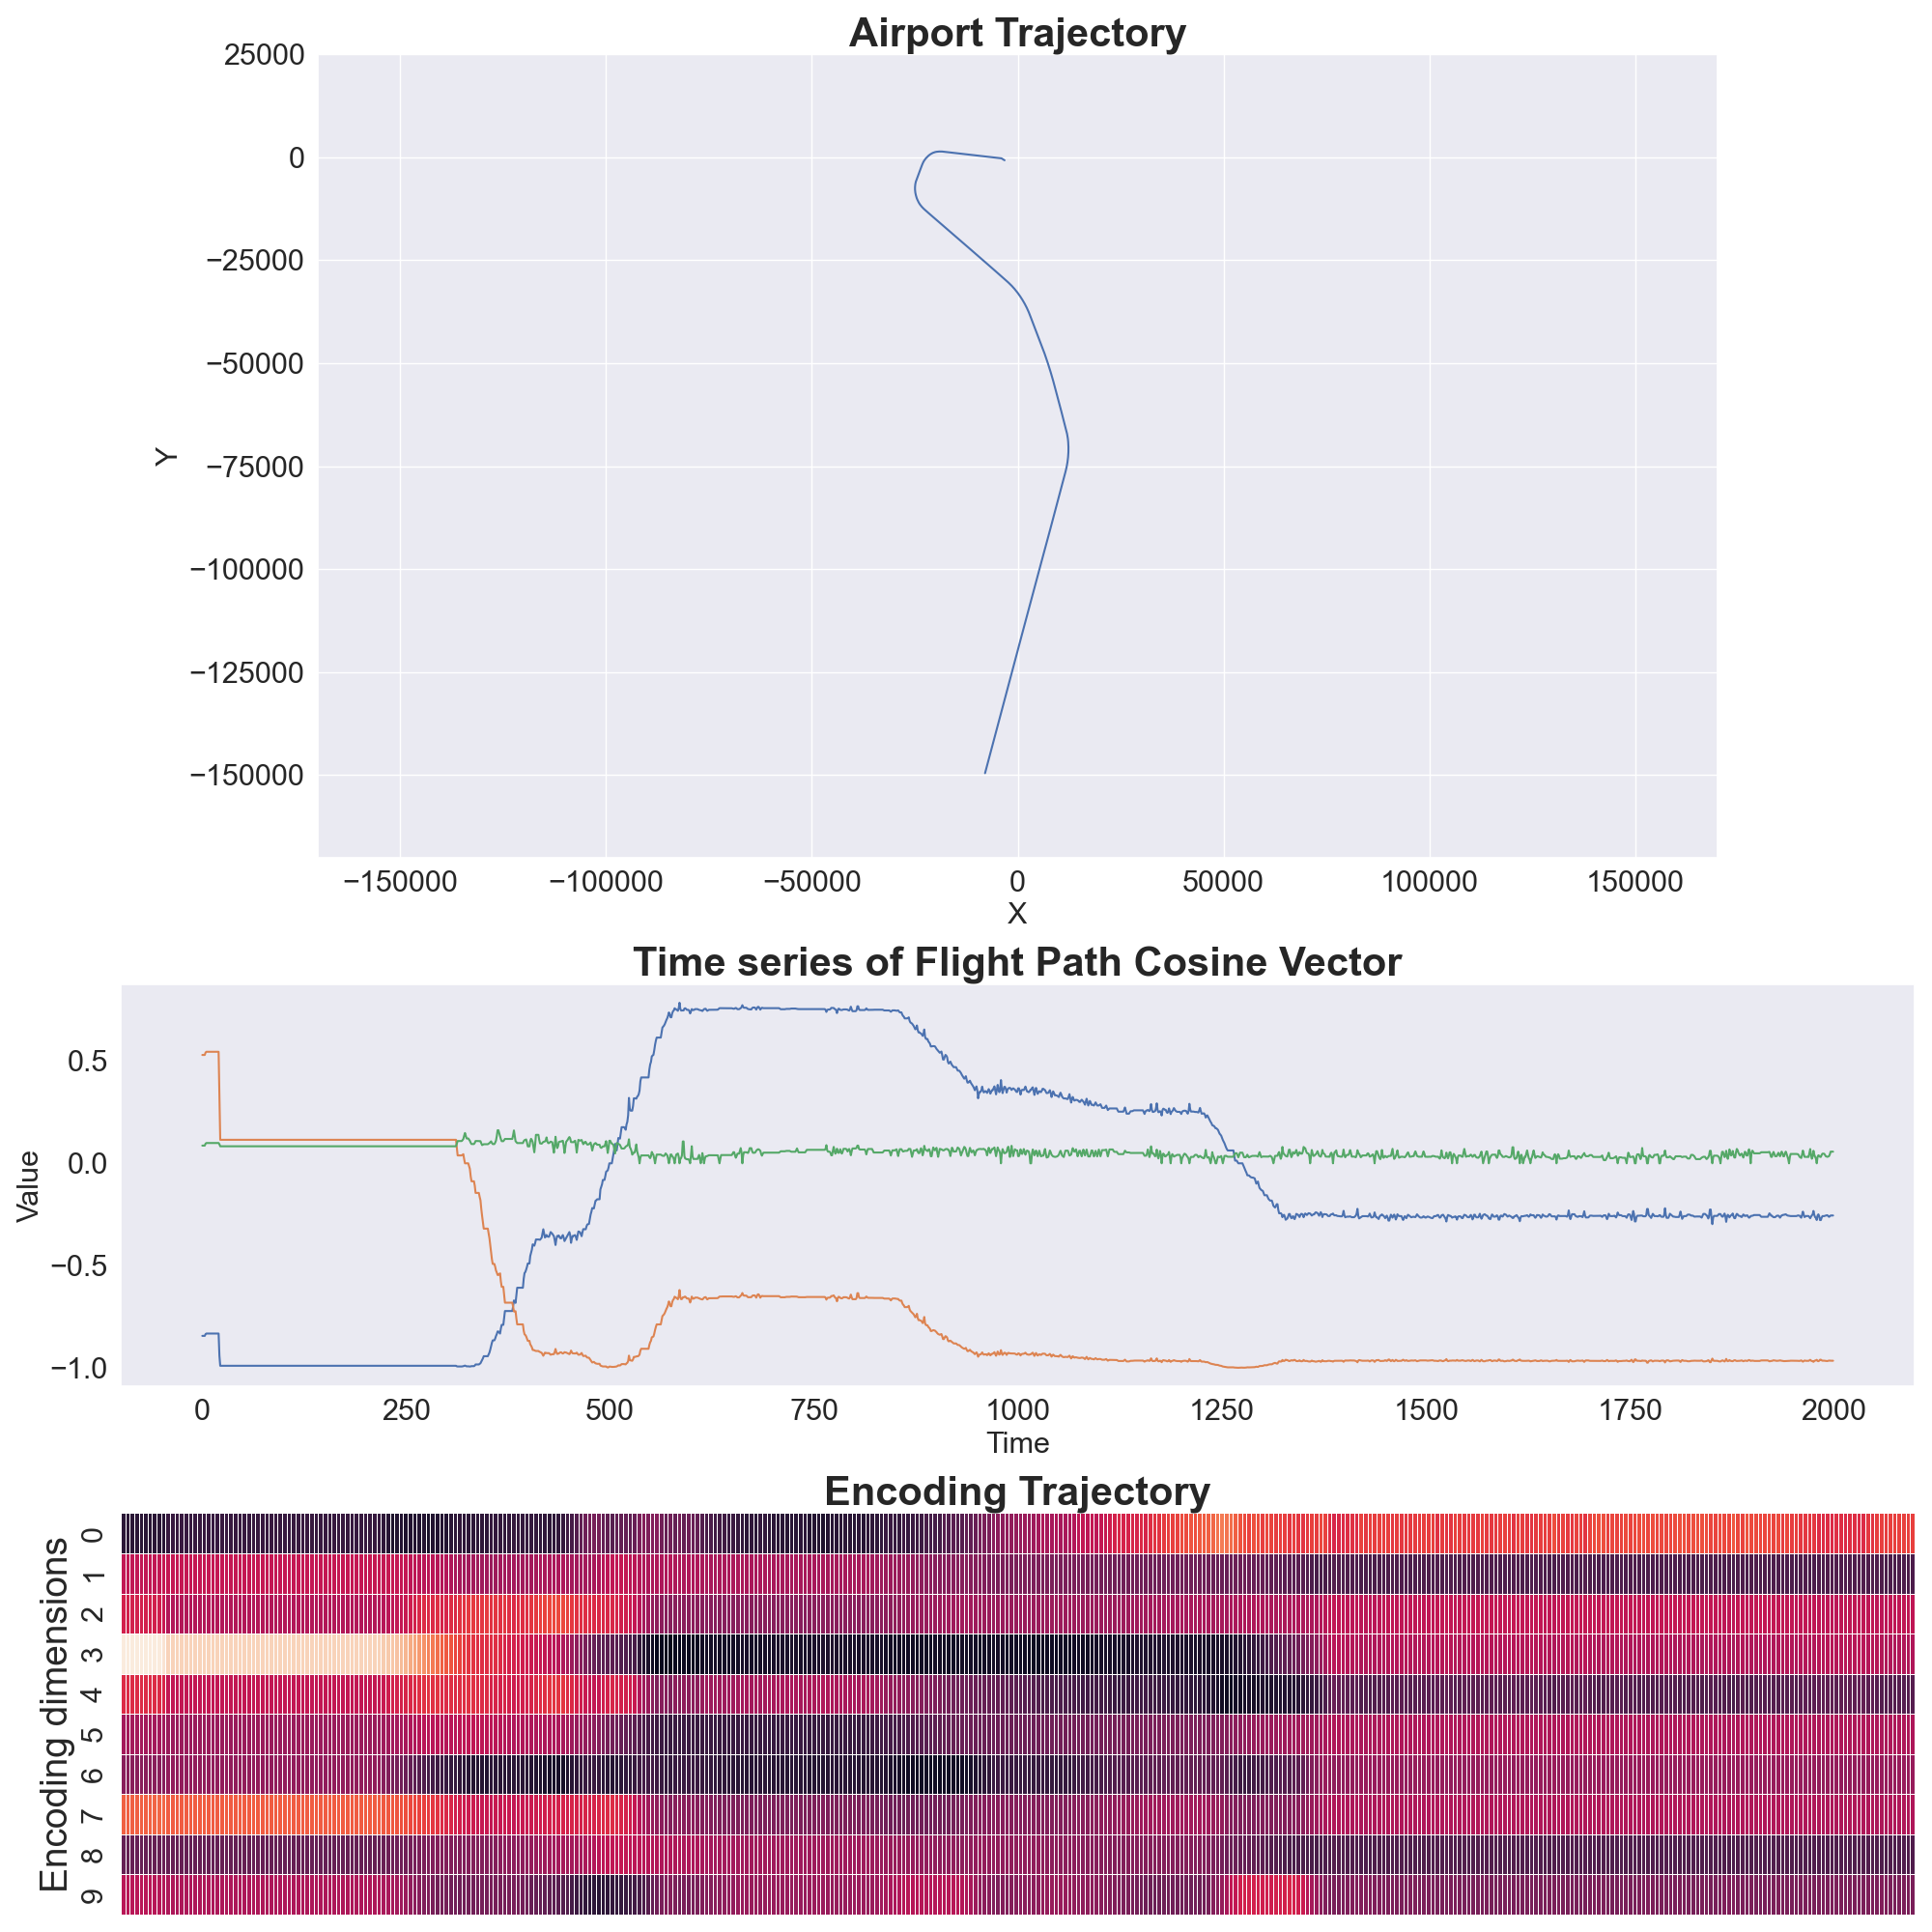 Airport Trajectory
25000
0
−25000
−50000
−75000
−100000
−125000
−150000
Y
−150000 −100000 −50000 0 50000 100000 150000
X
Time series of Flight Path Cosine Vector
0.5
0.0
−0.5
−1.0
Value
0 250 500 750 1000 1250 1500 1750 2000
Time
Encoding Trajectory
0
1
2
3
4
5
6
7
8
9
Encoding dimensions